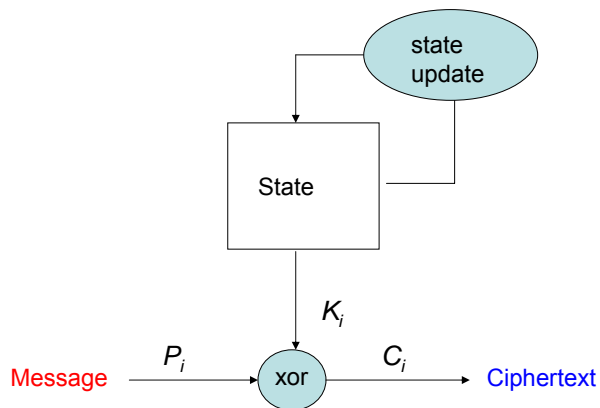 state
update
State
K_i
Message
P_i
xor
C_i
Ciphertext